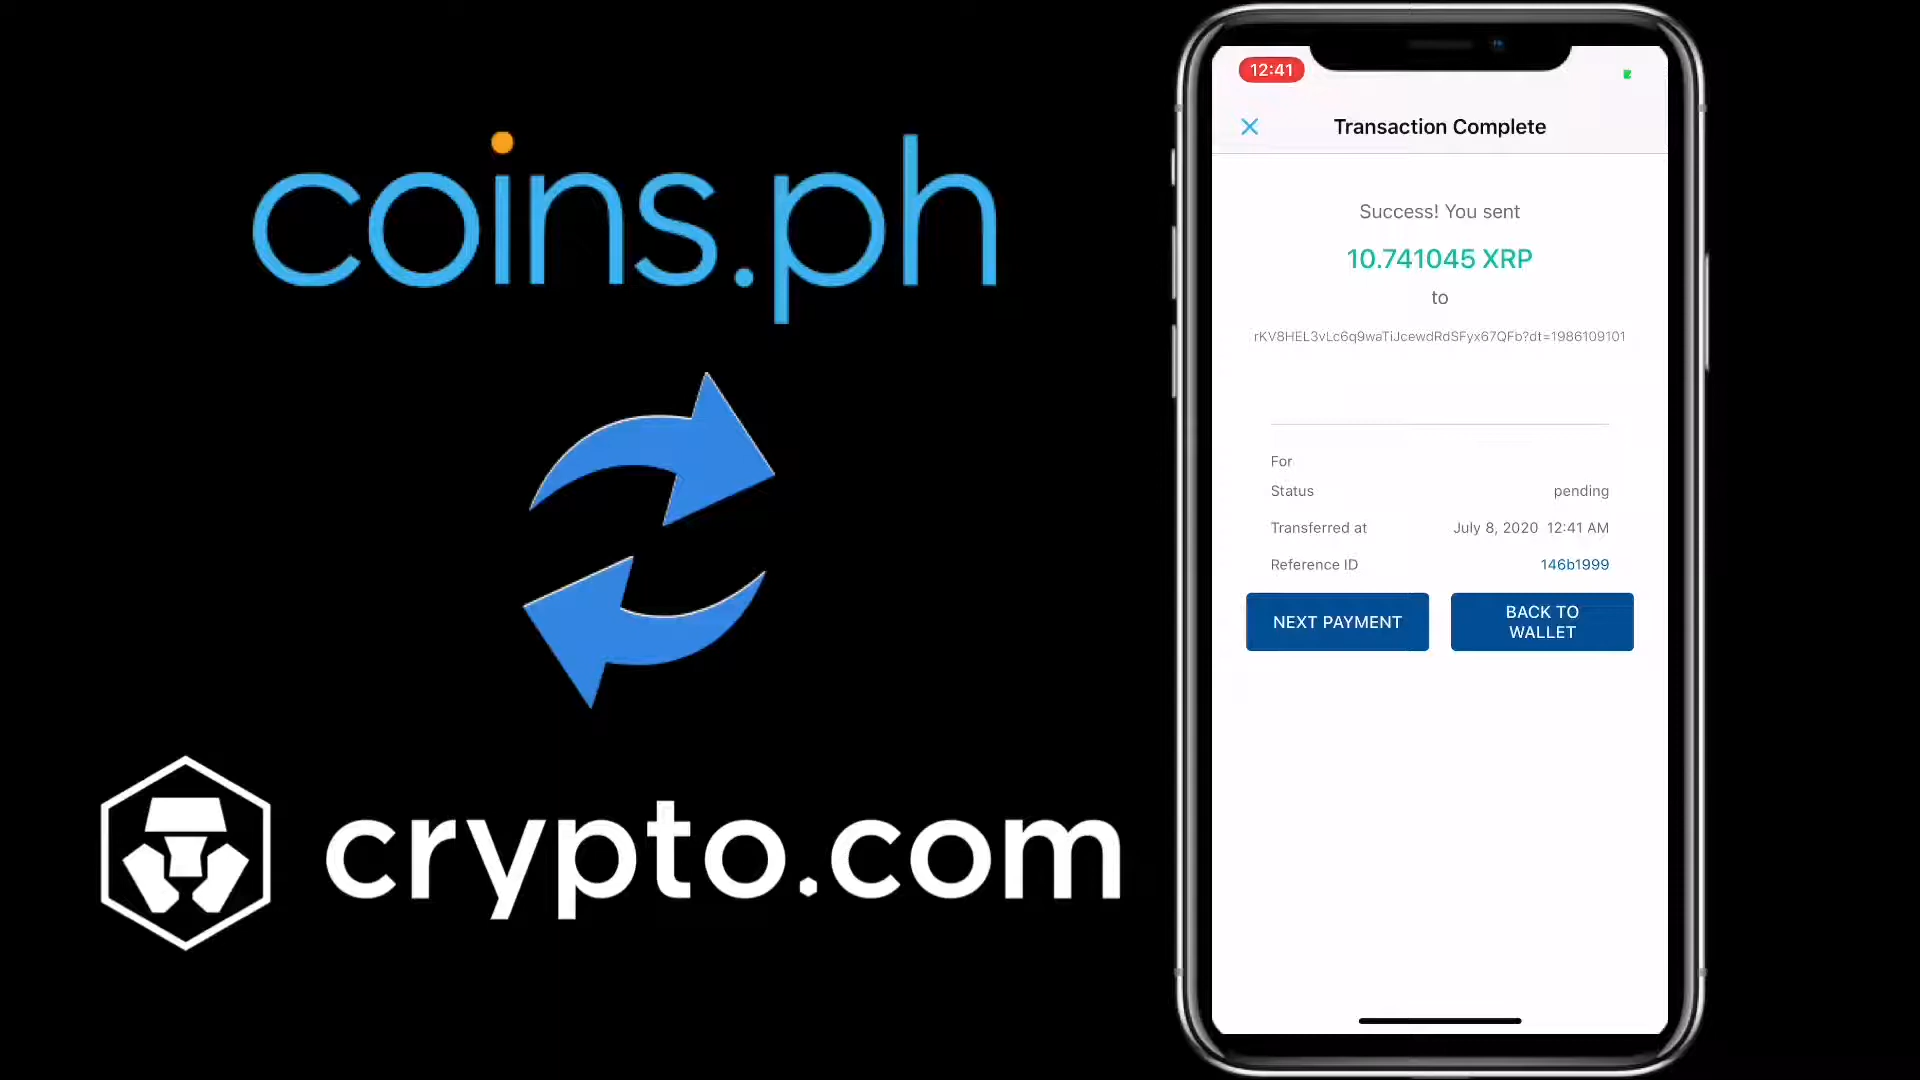 coins.ph
crypto.com
12:41
Transaction Complete
Success! You sent
10.741045 XRP
to
rKV8HEL3vLc6q9waTiJcewdRdSFyx67QFb?dt=1986109101
For
Status pending
Transferred at July 8, 2020 12:41 AM
Reference ID 146b1999
NEXT PAYMENT
BACK TO
WALLET